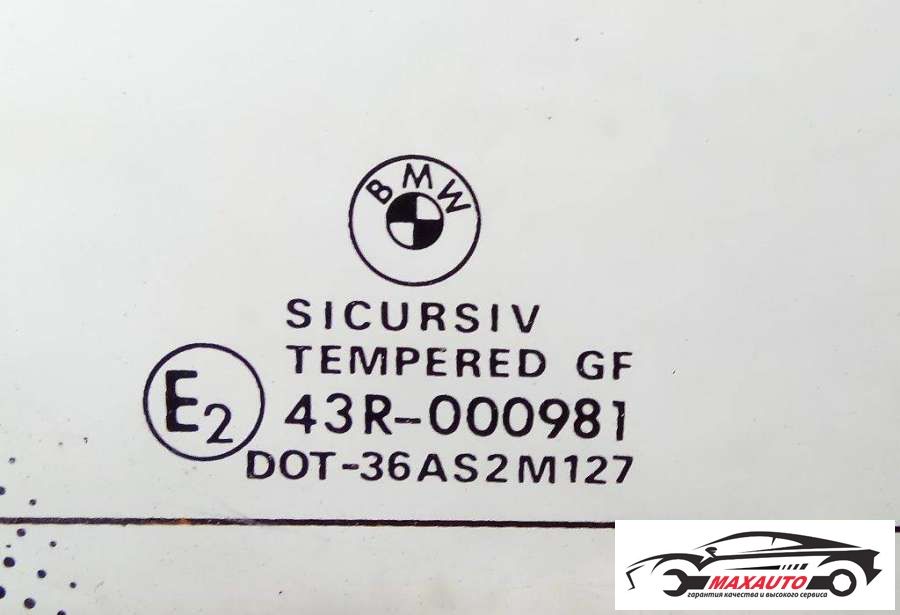 BMW
SICURSIV
TEMPERED GF
E2
43R-000981
DOT-36AS2M127
MAXAUTO
гарантия качества и высокого сервиса